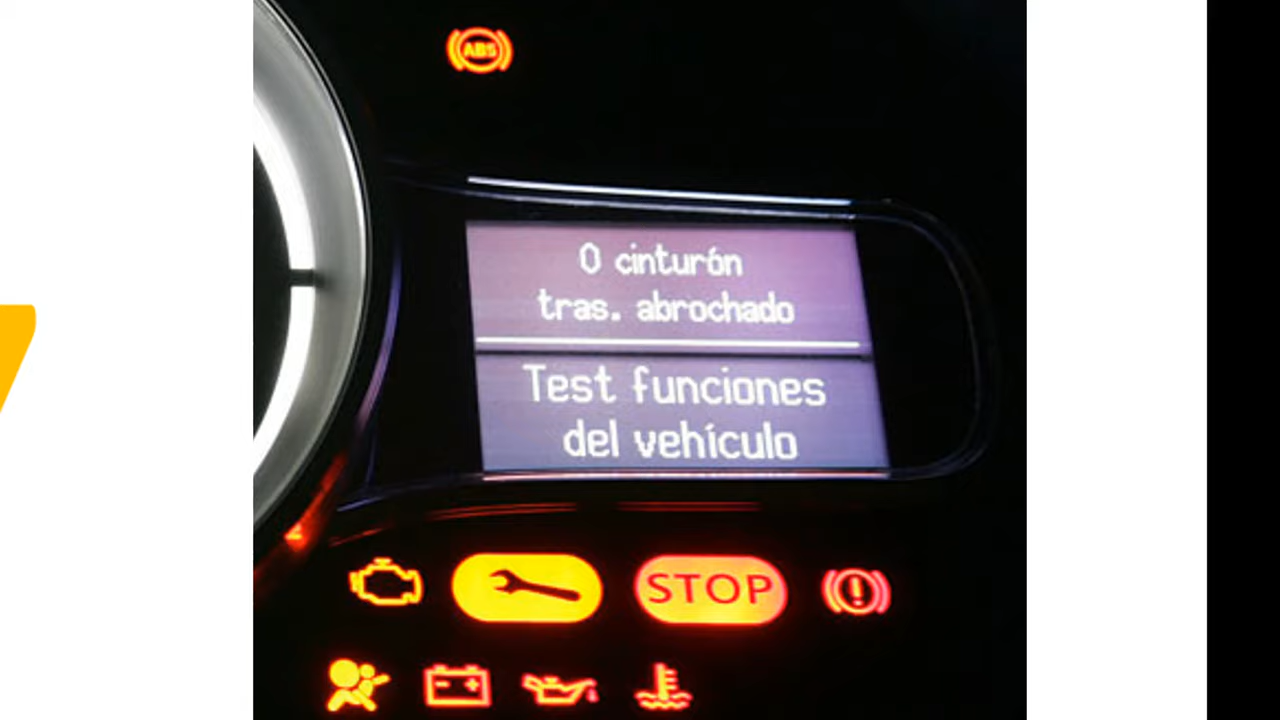 ABS
0 cinturón
tras. abrochado
Test funciones
del vehículo
STOP